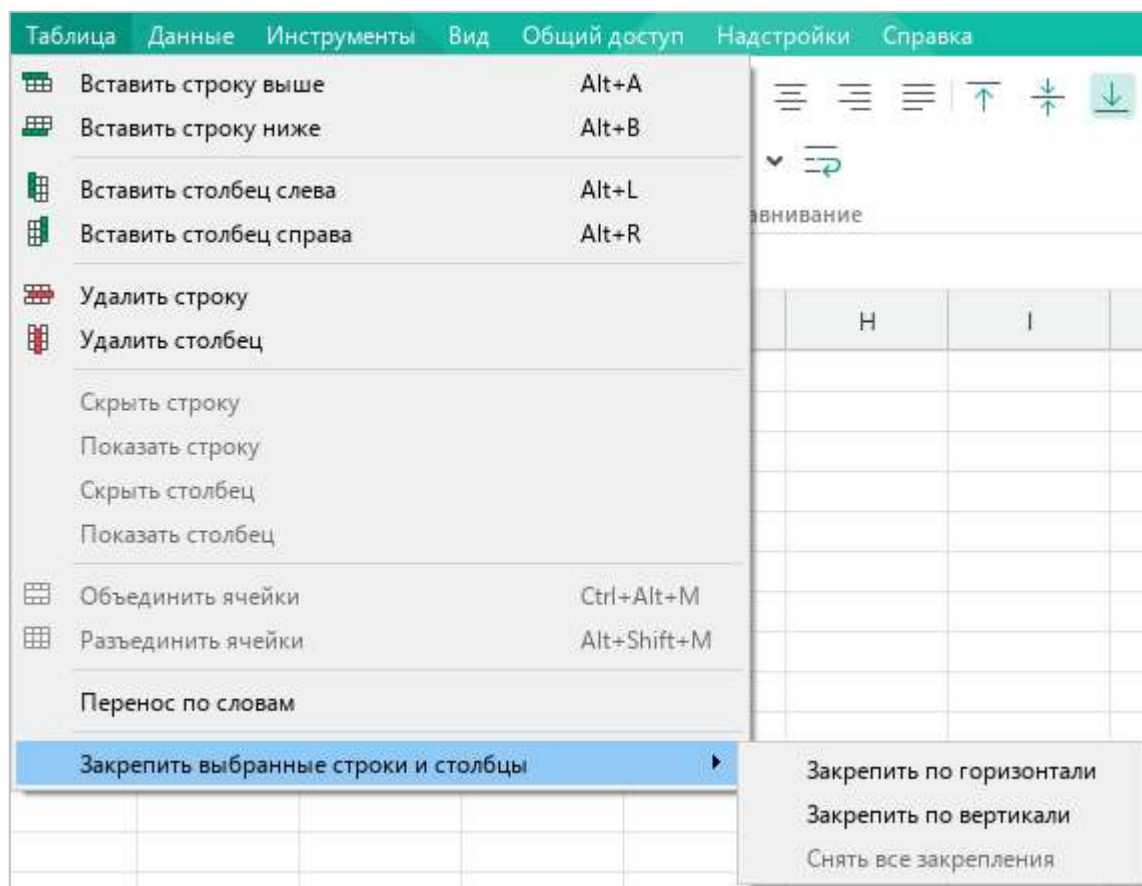 Таблица Данные Инструменты Вид Общий доступ Надстройки Справка
Вставить строку выше Alt+A
Вставить строку ниже Alt+B
Вставить столбец слева Alt+L
Вставить столбец справа Alt+R
авнивание
Удалить строку
Удалить столбец
H I
Скрыть строку
Показать строку
Скрыть столбец
Показать столбец
Объединить ячейки Ctrl+Alt+M
Разъединить ячейки Alt+Shift+M
Перенос по словам
Закрепить выбранные строки и столбцы
Закрепить по горизонтали
Закрепить по вертикали
Снять все закрепления